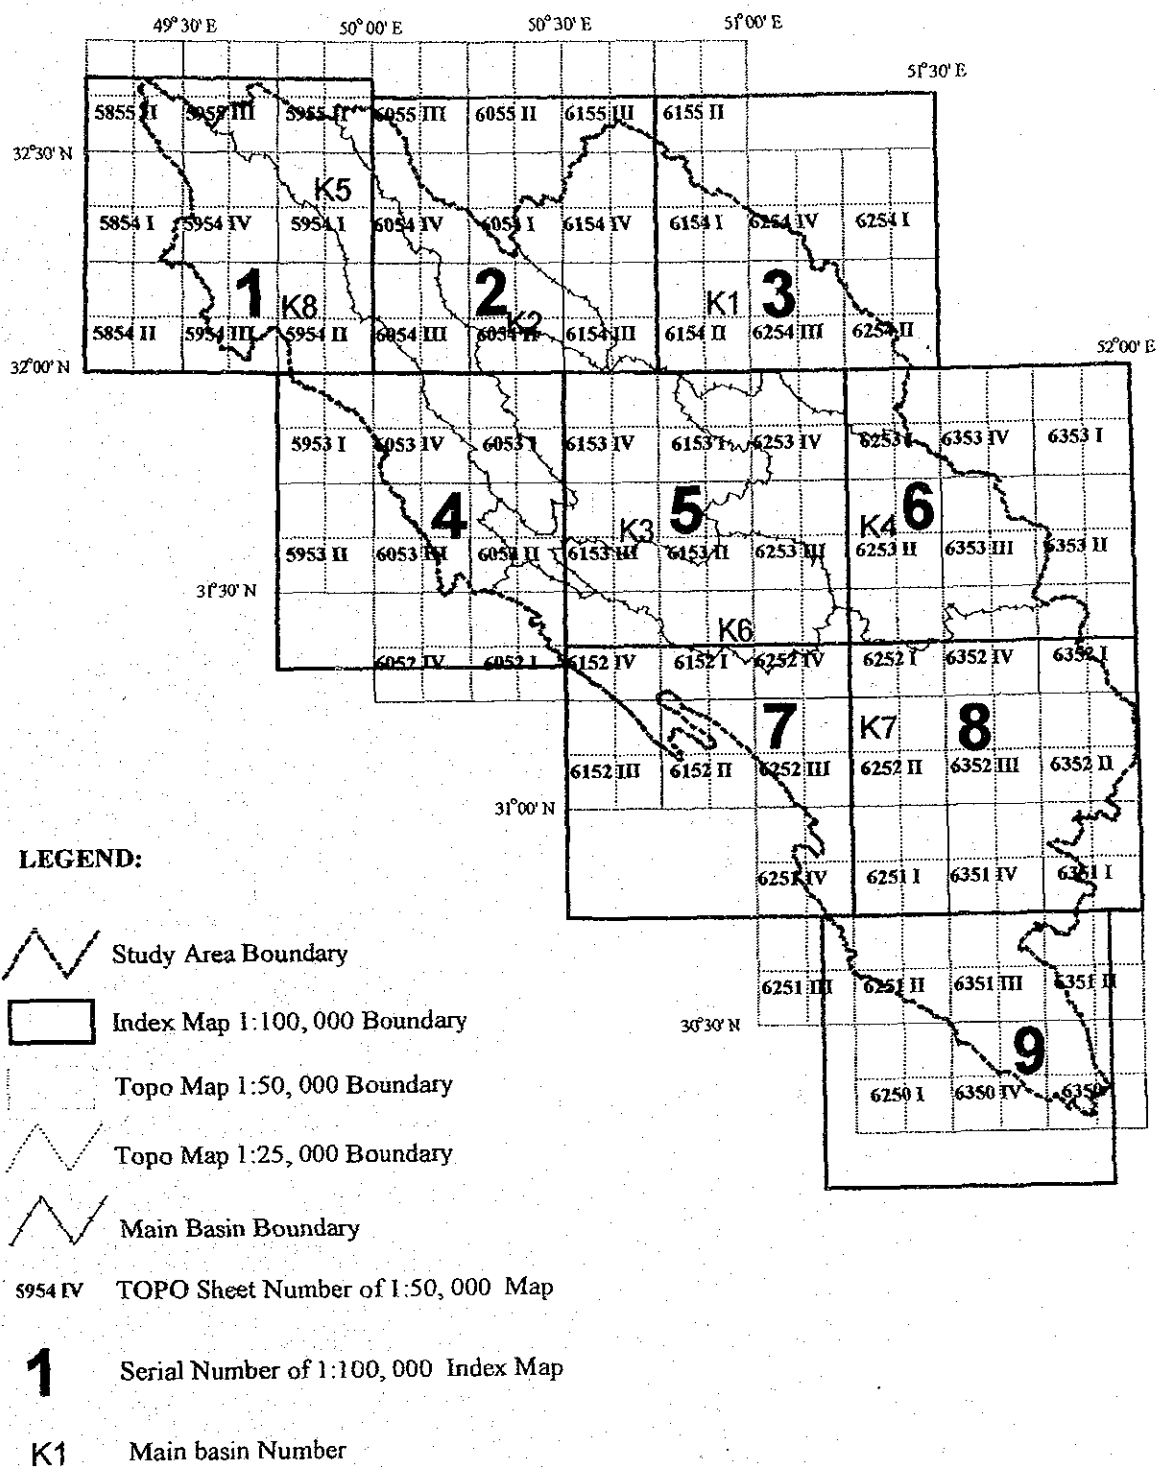 49°30' E 50°00' E 50°30' E 51°00' E
51°30' E
5855 II 5955 III 5955 II 6055 III 6055 II 6155 III 6155 II
32°30' N
K5
5854 I 5954 IV 5954 I 6054 IV 6054 I 6154 IV 6154 I 6254 IV 6254 I
1 K8 2 K2 K1 3
5854 II 5954 III 5954 II 6054 III 6054 II 6154 III 6154 II 6254 III 6254 II
52°00' E
32°00' N
5953 I 6053 IV 6053 I 6153 IV 6153 I 6253 IV 6253 I 6353 IV 6353 I
4 K3 5 K4 6
5953 II 6053 III 6053 II 6153 III 6153 II 6253 III 6253 II 6353 III 6353 II
31°30' N
K6
6052 IV 6052 I 6152 IV 6152 I 6252 IV 6252 I 6352 IV 6352 I
7 K7 8
6152 III 6152 II 6252 III 6252 II 6352 III 6352 II
31°00' N
6251 IV 6251 I 6351 IV 6351 I
6251 III 6251 II 6351 III 6351 II
30°30' N
9
6250 I 6350 IV 6350
LEGEND:
Study Area Boundary
Index Map 1:100, 000 Boundary
Topo Map 1:50, 000 Boundary
Topo Map 1:25, 000 Boundary
Main Basin Boundary
5954 IV TOPO Sheet Number of 1:50, 000 Map
1 Serial Number of 1:100, 000 Index Map
K1 Main basin Number